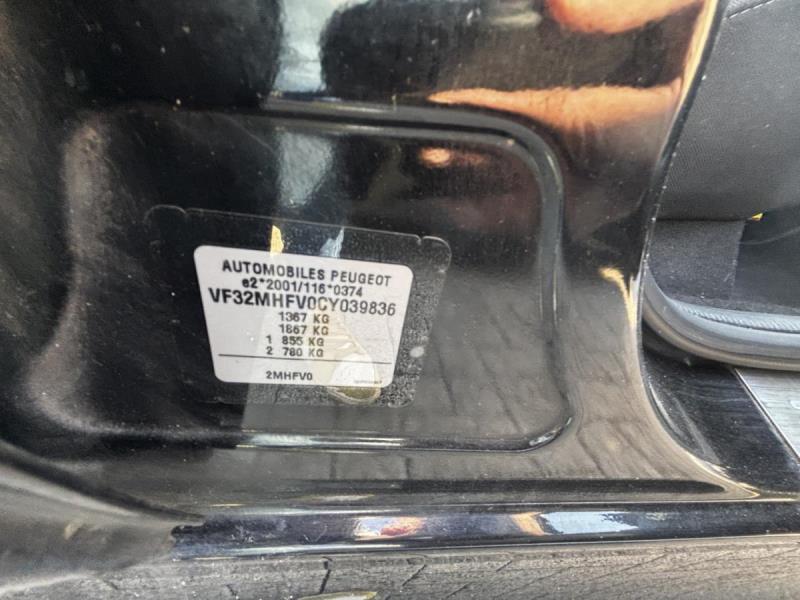 AUTOMOBILES PEUGEOT
e2*2001/116*0374
VF32MHFV0CY039836
1367 KG
1867 KG
1 855 KG
2 780 KG
2MHFV0